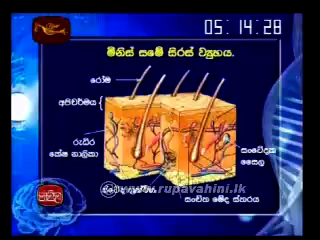 05:14:28
මිනිස් සමේ සිරස් ව්‍යුහය.
රෝම
අපිචර්මය
රුධිර
කේෂ නාලිකා
සංවේදක
සෛල
rupavahini.lk
සංචිත මේද ස්තරය